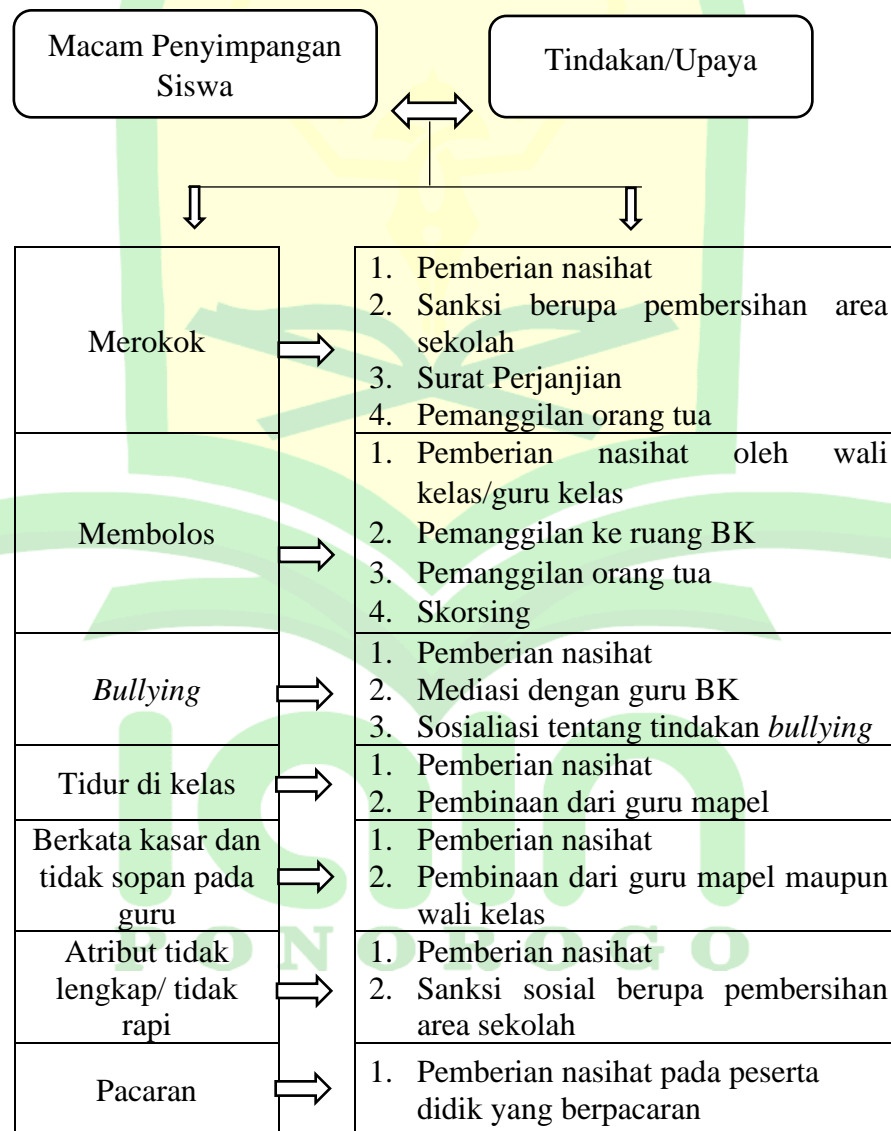 Macam Penyimpangan
Siswa
Tindakan/Upaya
Merokok
1. Pemberian nasihat
2. Sanksi berupa pembersihan area
sekolah
3. Surat Perjanjian
4. Pemanggilan orang tua
Membolos
1. Pemberian nasihat oleh wali
kelas/guru kelas
2. Pemanggilan ke ruang BK
3. Pemanggilan orang tua
4. Skorsing
Bullying
1. Pemberian nasihat
2. Mediasi dengan guru BK
3. Sosialiasi tentang tindakan bullying
Tidur di kelas
1. Pemberian nasihat
2. Pembinaan dari guru mapel
Berkata kasar dan
tidak sopan pada
guru
1. Pemberian nasihat
2. Pembinaan dari guru mapel maupun
wali kelas
Atribut tidak
lengkap/ tidak
rapi
1. Pemberian nasihat
2. Sanksi sosial berupa pembersihan
area sekolah
Pacaran
1. Pemberian nasihat pada peserta
didik yang berpacaran
iain
PONOROGO